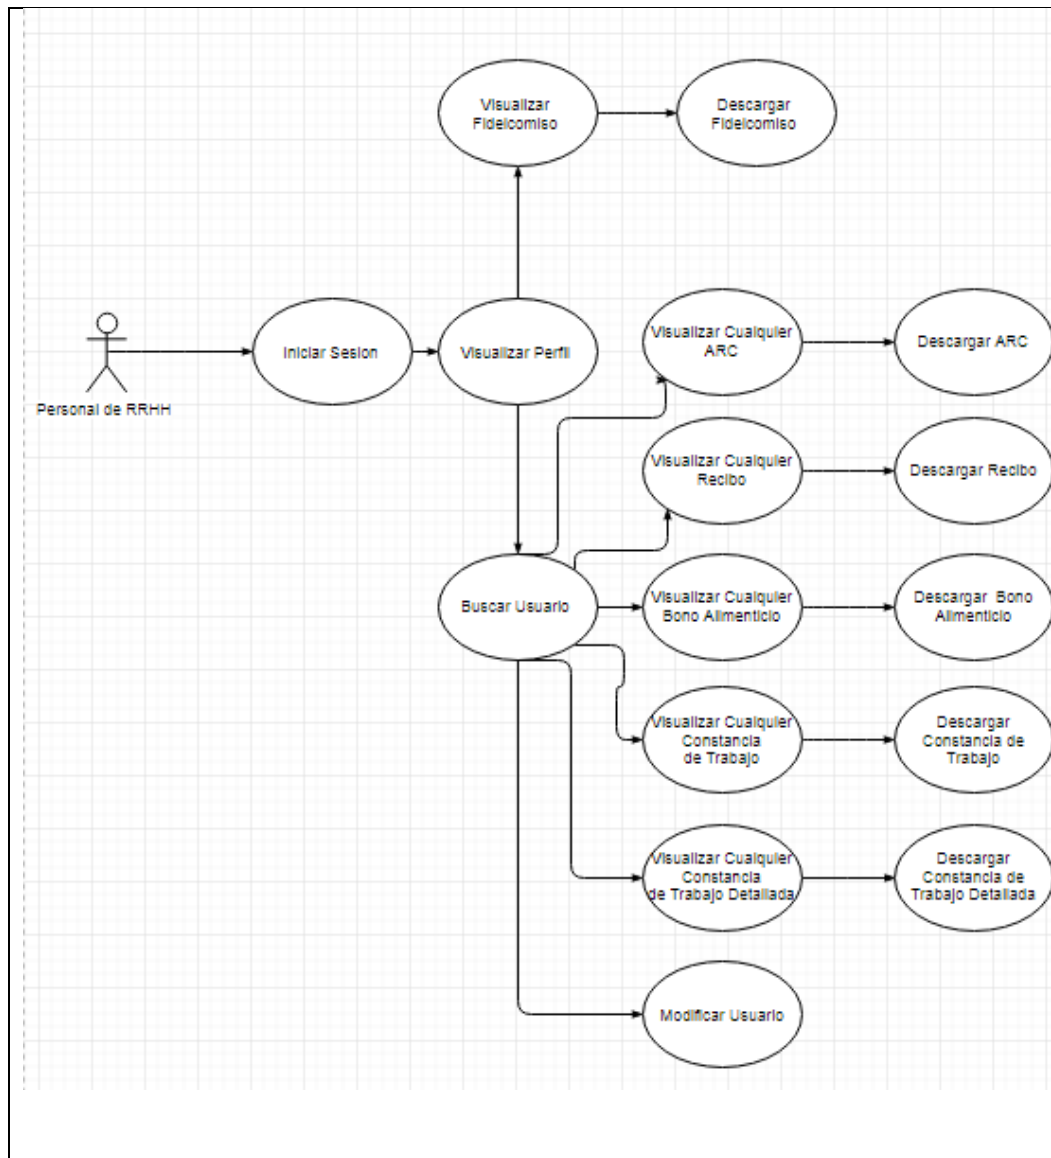 Visualizar
Fideicomiso
Descargar
Fideicomiso
Personal de RRHH
Iniciar Sesion
Visualizar Perfil
Visualizar Cualquier
ARC
Descargar ARC
Visualizar Cualquier
Recibo
Descargar Recibo
Buscar Usuario
Visualizar Cualquier
Bono Alimenticio
Descargar Bono
Alimenticio
Visualizar Cualquier
Constancia
de Trabajo
Descargar
Constancia de
Trabajo
Visualizar Cualquier
Constancia
de Trabajo Detallada
Descargar
Constancia de
Trabajo Detallada
Modificar Usuario